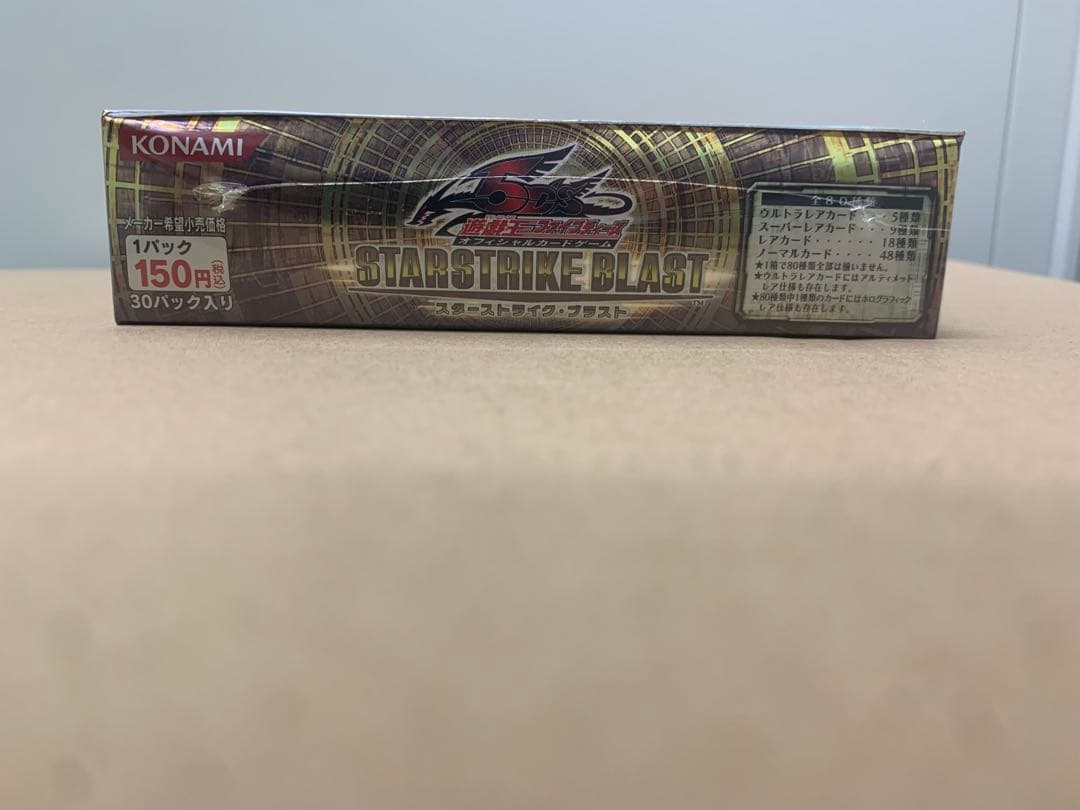 KONAMI
メーカー希望小売価格
1パック
150円(税込)
30パック入り
5D's
遊戯王ファイブディーズ
オフィシャルカードゲーム
STARSTRIKE BLAST
TM
スターストライク・ブラスト
全80種類
ウルトラレアカード・・・5種類
スーパーレアカード・・・9種類
レアカード・・・・・・18種類
ノーマルカード・・・・48種類
★1箱で80種類全部は揃いません。
★ウルトラレアカードにはアルティメット
レア仕様も存在します。
★80種類中1種類のカードにはホログラフィック
レア仕様も存在します。